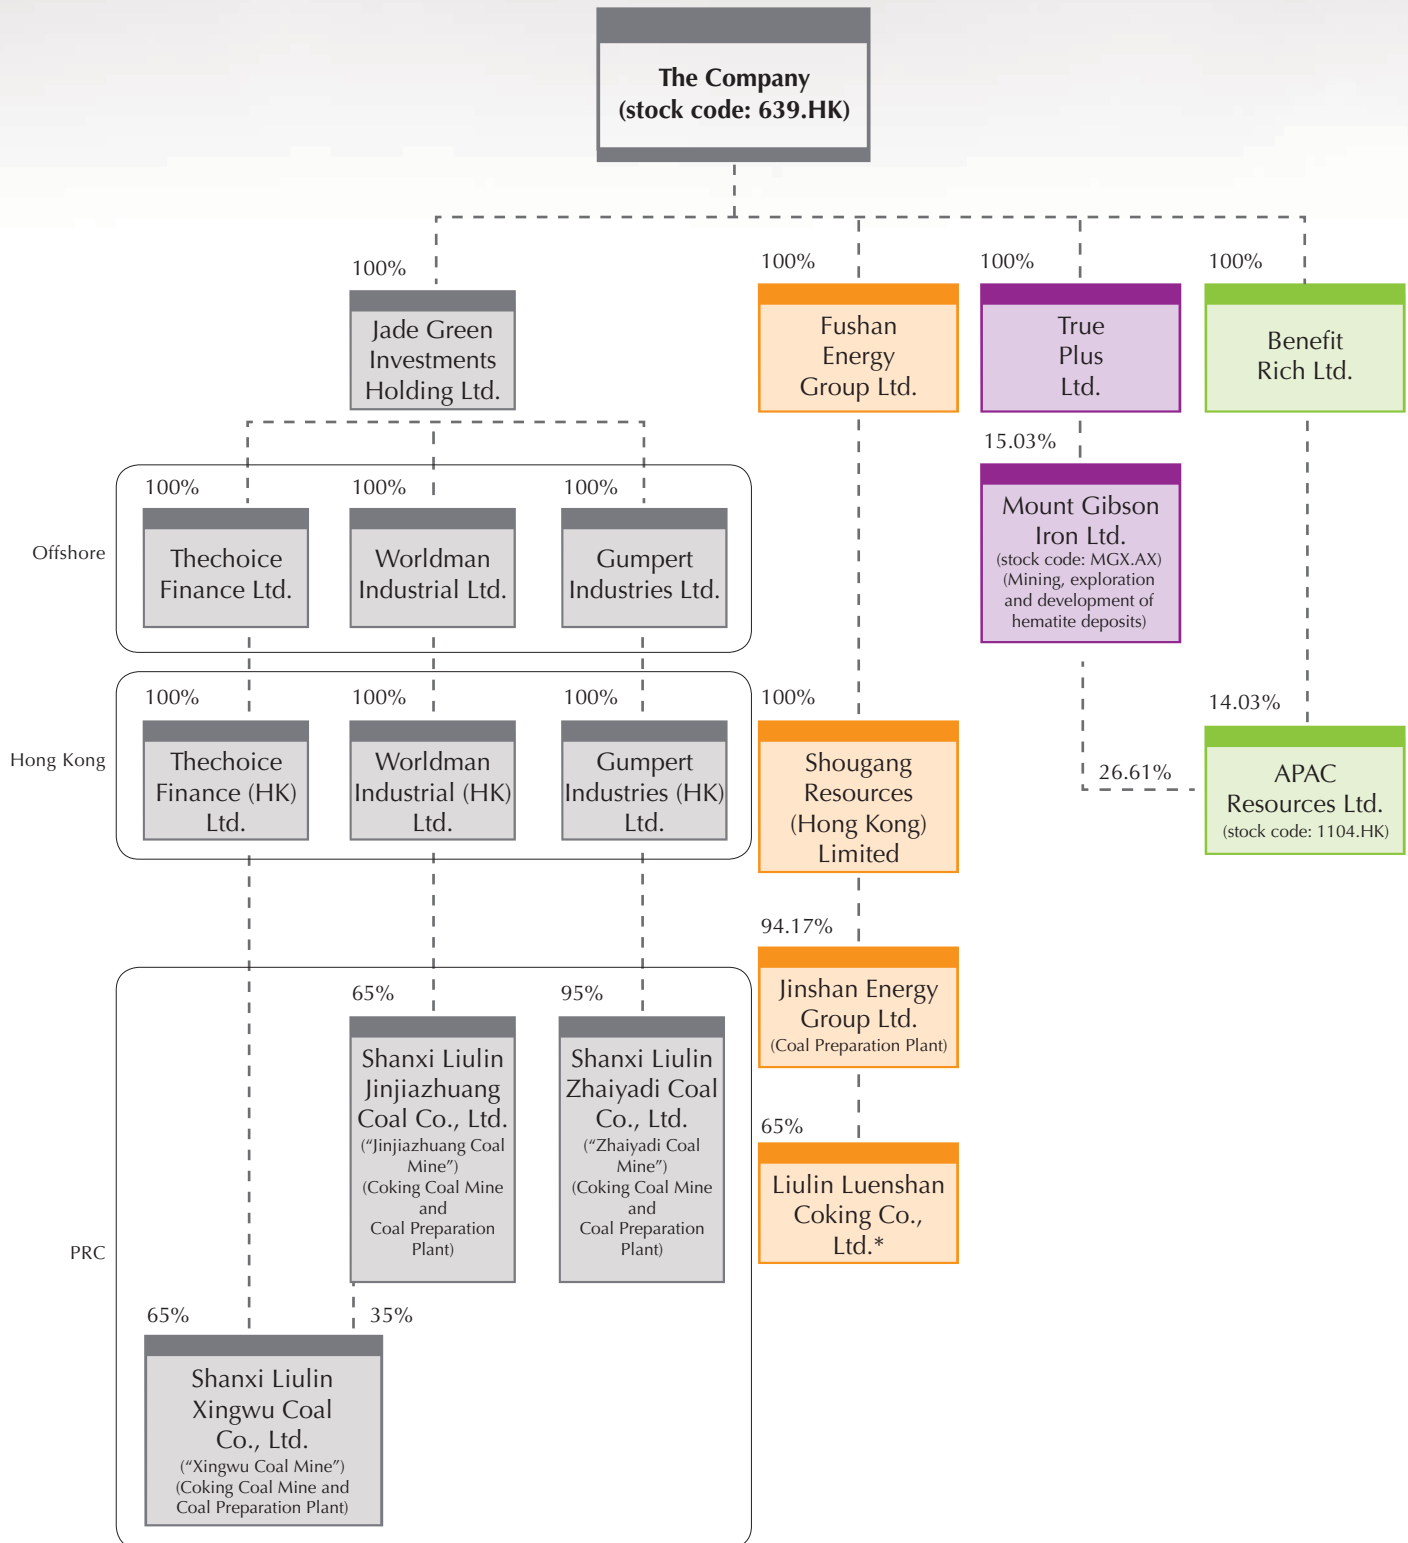 The Company
(stock code: 639.HK)
100%
100%
100%
100%
Jade Green
Investments
Holding Ltd.
Fushan
Energy
Group Ltd.
True
Plus
Ltd.
Benefit
Rich Ltd.
15.03%
Mount Gibson
Iron Ltd.
(stock code: MGX.AX)
(Mining, exploration
and development of
hematite deposits)
Offshore
100%
100%
100%
Thechoice
Finance Ltd.
Worldman
Industrial Ltd.
Gumpert
Industries Ltd.
Hong Kong
100%
100%
100%
100%
14.03%
26.61%
Thechoice
Finance (HK)
Ltd.
Worldman
Industrial (HK)
Ltd.
Gumpert
Industries (HK)
Ltd.
Shougang
Resources
(Hong Kong)
Limited
APAC
Resources Ltd.
(stock code: 1104.HK)
94.17%
Jinshan Energy
Group Ltd.
(Coal Preparation Plant)
65%
Liulin Luenshan
Coking Co.,
Ltd.*
PRC
65%
95%
Shanxi Liulin
Jinjiazhuang
Coal Co., Ltd.
(“Jinjiazhuang Coal
Mine”)
(Coking Coal Mine
and
Coal Preparation
Plant)
Shanxi Liulin
Zhaiyadi Coal
Co., Ltd.
(“Zhaiyadi Coal
Mine”)
(Coking Coal Mine
and
Coal Preparation
Plant)
65%
35%
Shanxi Liulin
Xingwu Coal
Co., Ltd.
(“Xingwu Coal Mine”)
(Coking Coal Mine and
Coal Preparation Plant)